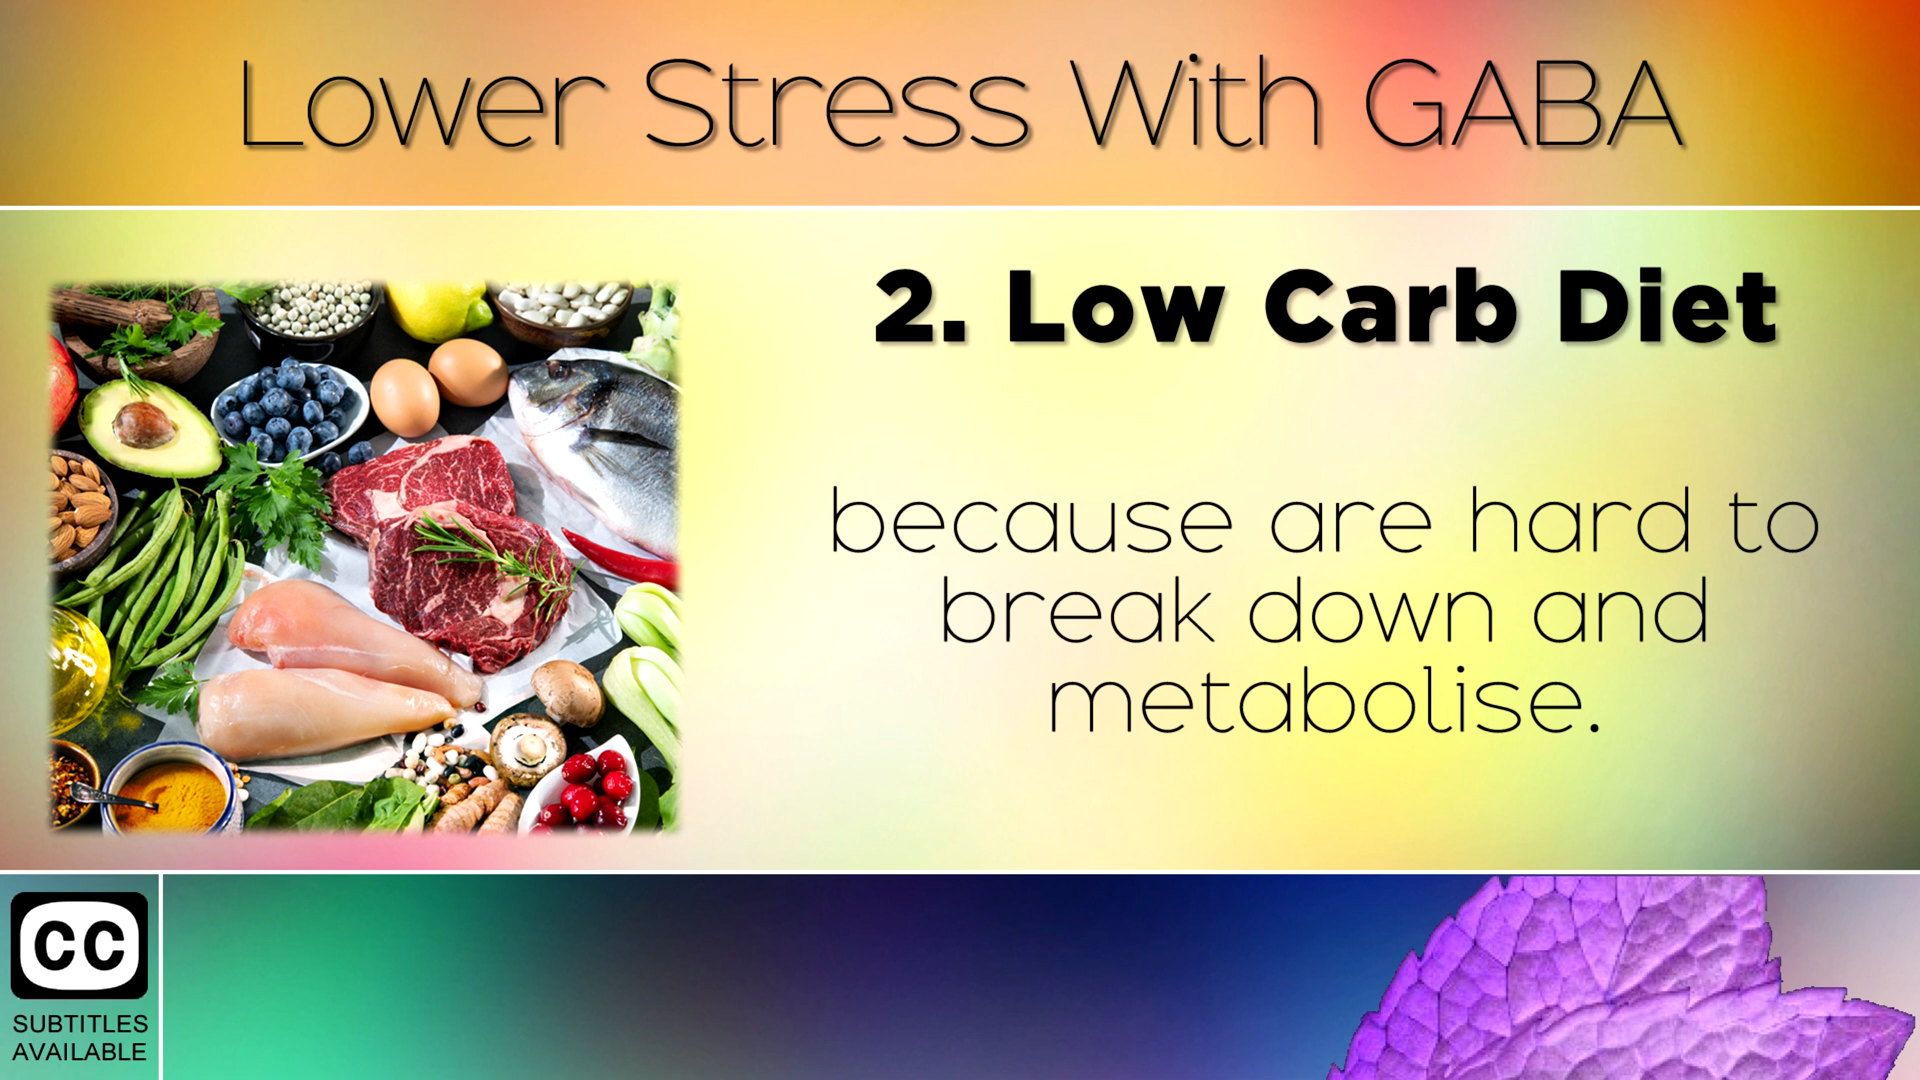 Lower Stress With GABA
2. Low Carb Diet
because are hard to
break down and
metabolise.
CC
SUBTITLES
AVAILABLE